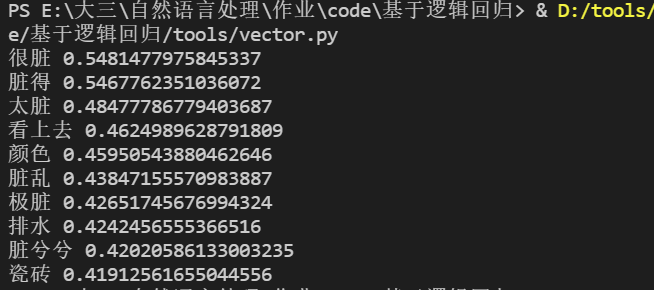 PS E:\大三\自然语言处理\作业\code\基于逻辑回归> & D:/tools/
e/基于逻辑回归/tools/vector.py
很脏 0.5481477975845337
脏得 0.5467762351036072
太脏 0.48477786779403687
看上去 0.4624989628791809
颜色 0.45950543880462646
脏乱 0.43847155570983887
极脏 0.42651745676994324
排水 0.4242456555366516
脏兮兮 0.42020586133003235
瓷砖 0.41912561655044556